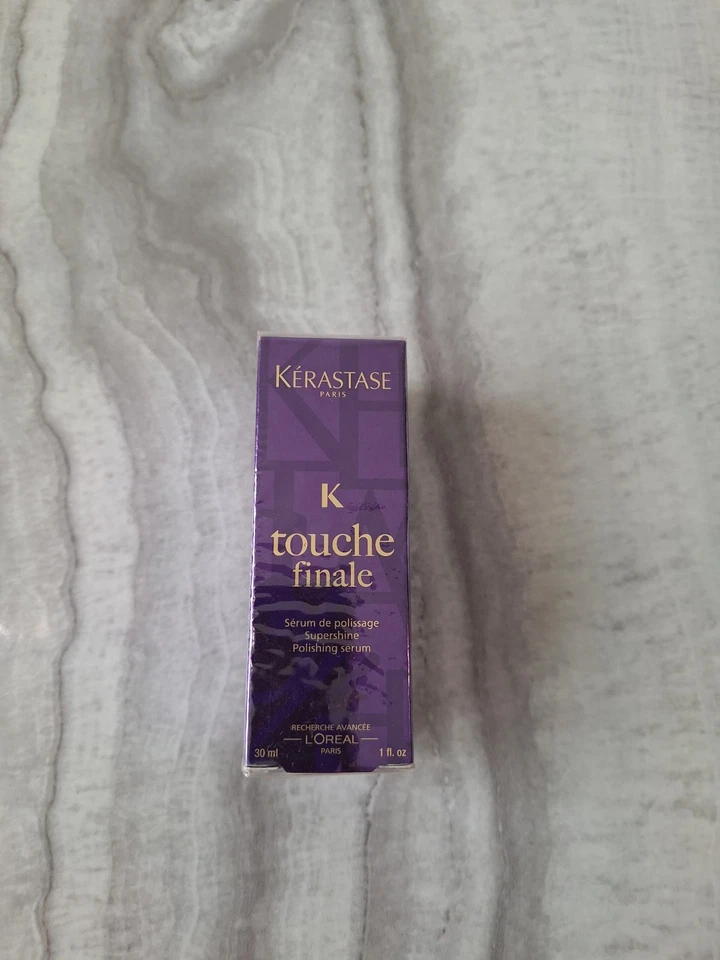 KÉRASTASE
PARIS
K
touche
finale
Sérum de polissage
Supershine
Polishing serum
RECHERCHE AVANCÉE
L'ORÉAL
PARIS
30 ml
1 fl. oz